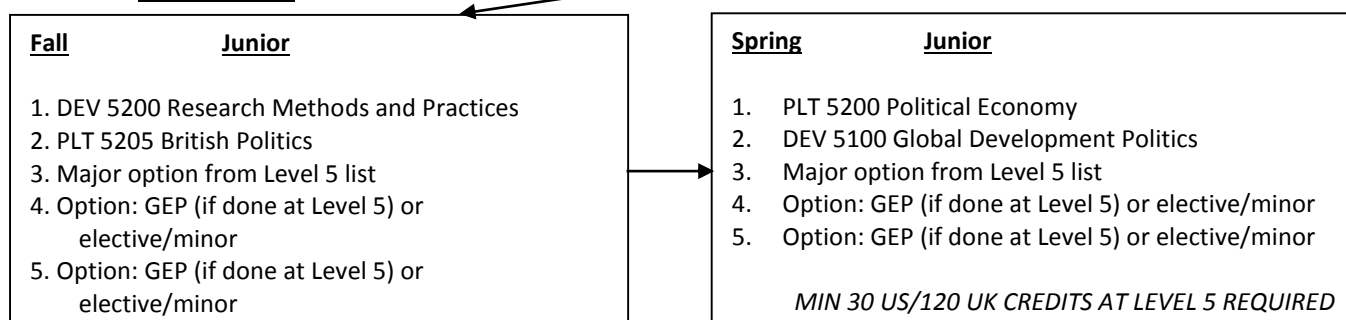 Fall Junior
1. DEV 5200 Research Methods and Practices
2. PLT 5205 British Politics
3. Major option from Level 5 list
4. Option: GEP (if done at Level 5) or
elective/minor
5. Option: GEP (if done at Level 5) or
elective/minor
Spring Junior
1. PLT 5200 Political Economy
2. DEV 5100 Global Development Politics
3. Major option from Level 5 list
4. Option: GEP (if done at Level 5) or elective/minor
5. Option: GEP (if done at Level 5) or elective/minor
MIN 30 US/120 UK CREDITS AT LEVEL 5 REQUIRED